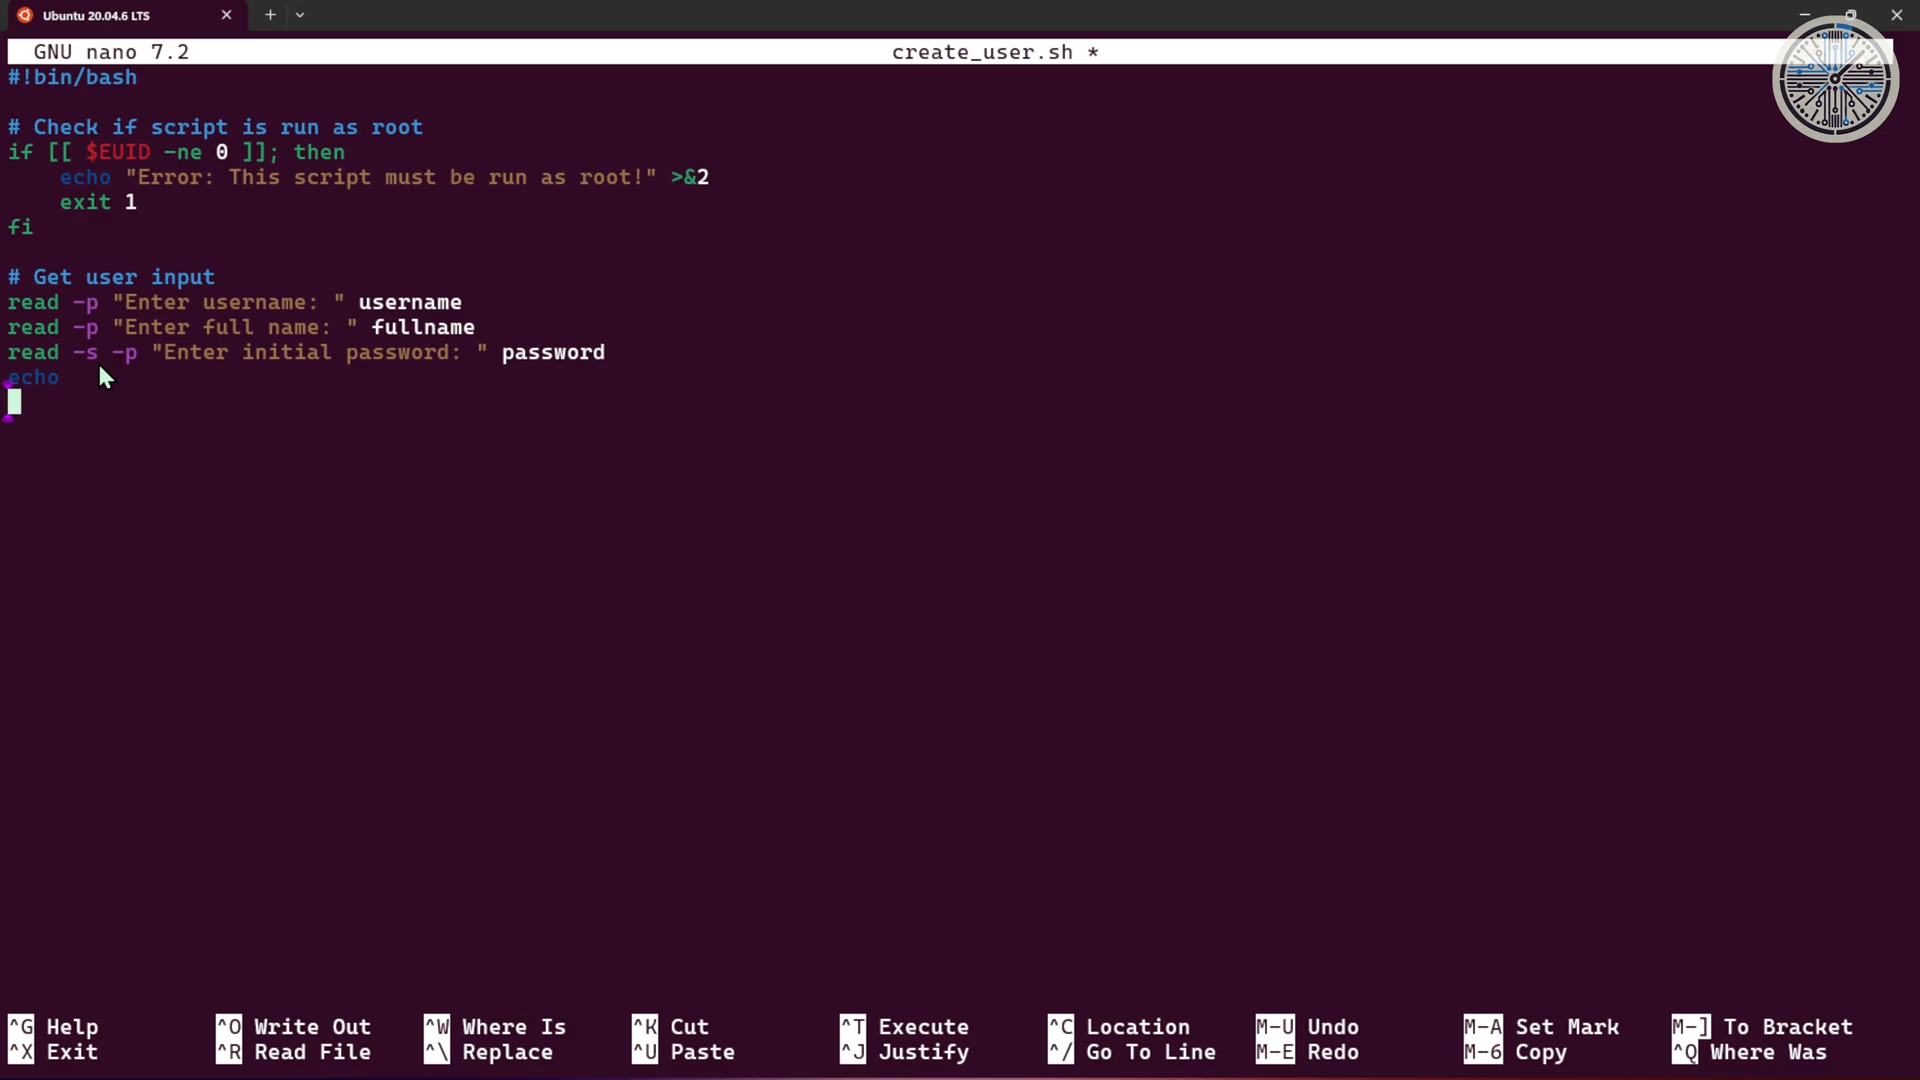 Ubuntu 20.04.6 LTS
GNU nano 7.2 create_user.sh *
#!bin/bash
# Check if script is run as root
if [[ $EUID -ne 0 ]]; then
echo "Error: This script must be run as root!" >&2
exit 1
fi
# Get user input
read -p "Enter username: " username
read -p "Enter full name: " fullname
read -s -p "Enter initial password: " password
echo
^G Help ^O Write Out ^W Where Is ^K Cut ^T Execute ^C Location M-U Undo M-A Set Mark M-] To Bracket
^X Exit ^R Read File ^\ Replace ^U Paste ^J Justify ^/ Go To Line M-E Redo M-6 Copy ^Q Where Was